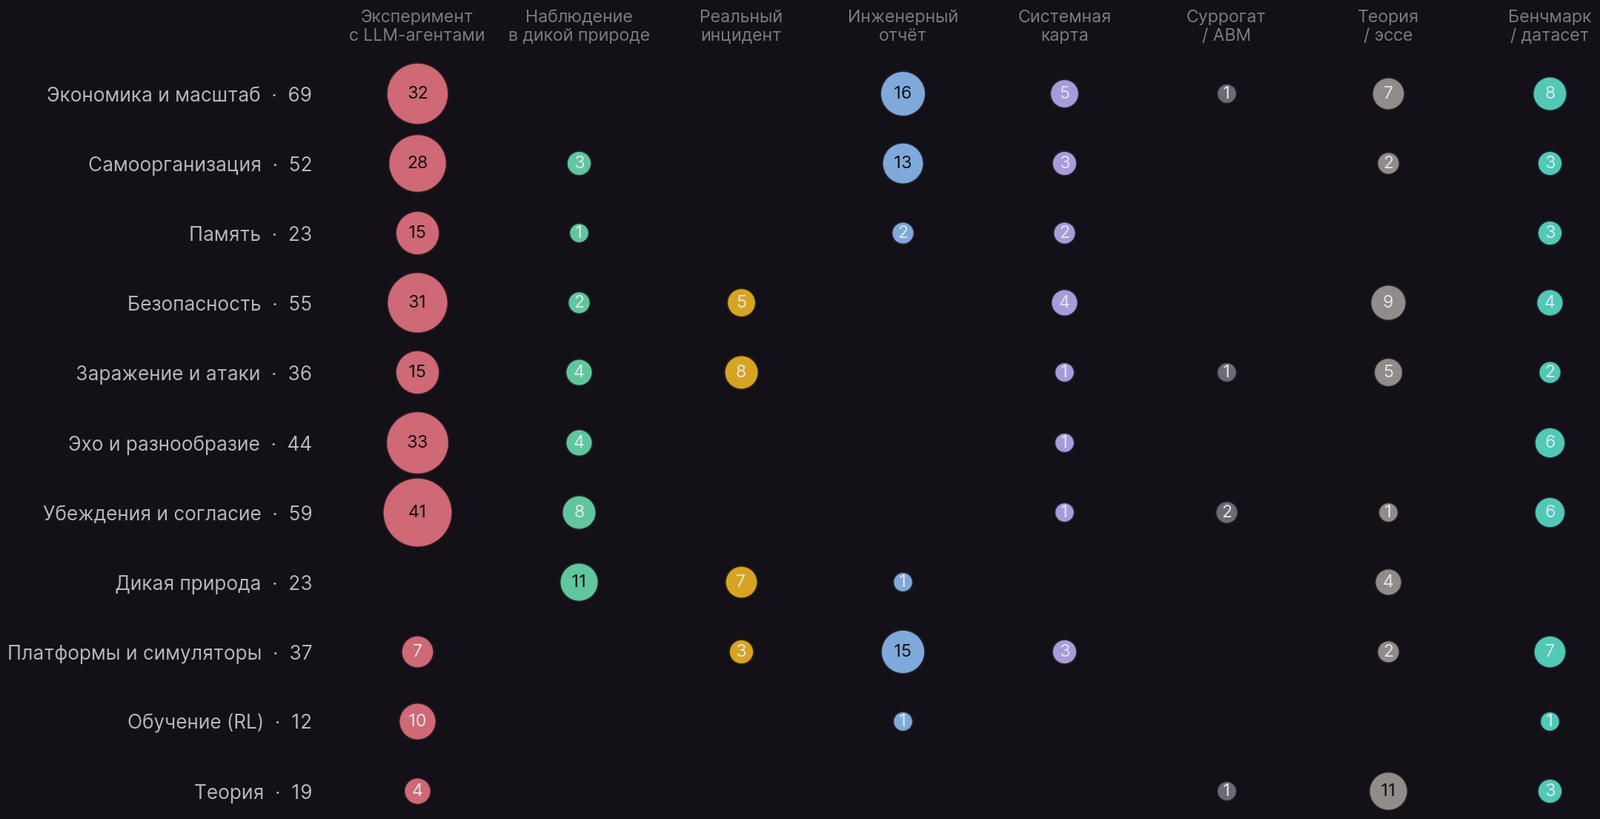 Эксперимент
с LLM-агентами
Наблюдение
в дикой природе
Реальный
инцидент
Инженерный
отчёт
Системная
карта
Суррогат
/ ABM
Теория
/ эссе
Бенчмарк
/ датасет
Экономика и масштаб · 69 32 16 5 1 7 8
Самоорганизация · 52 28 3 13 3 2 3
Память · 23 15 1 2 2 3
Безопасность · 55 31 2 5 4 9 4
Заражение и атаки · 36 15 4 8 1 1 5 2
Эхо и разнообразие · 44 33 4 1 6
Убеждения и согласие · 59 41 8 1 2 1 6
Дикая природа · 23 11 7 1 4
Платформы и симуляторы · 37 7 3 15 3 2 7
Обучение (RL) · 12 10 1 1
Теория · 19 4 1 11 3